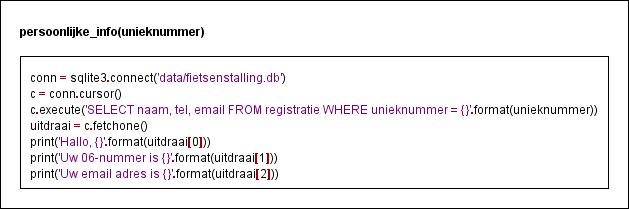 persoonlijke_info(unieknummer)
conn = sqlite3.connect('data/fietsenstalling.db')
c = conn.cursor()
c.execute('SELECT naam, tel, email FROM registratie WHERE unieknummer = {}'.format(unieknummer))
uitdraai = c.fetchone()
print('Hallo, {}'.format(uitdraai[0]))
print('Uw 06-nummer is {}'.format(uitdraai[1]))
print('Uw email adres is {}'.format(uitdraai[2]))